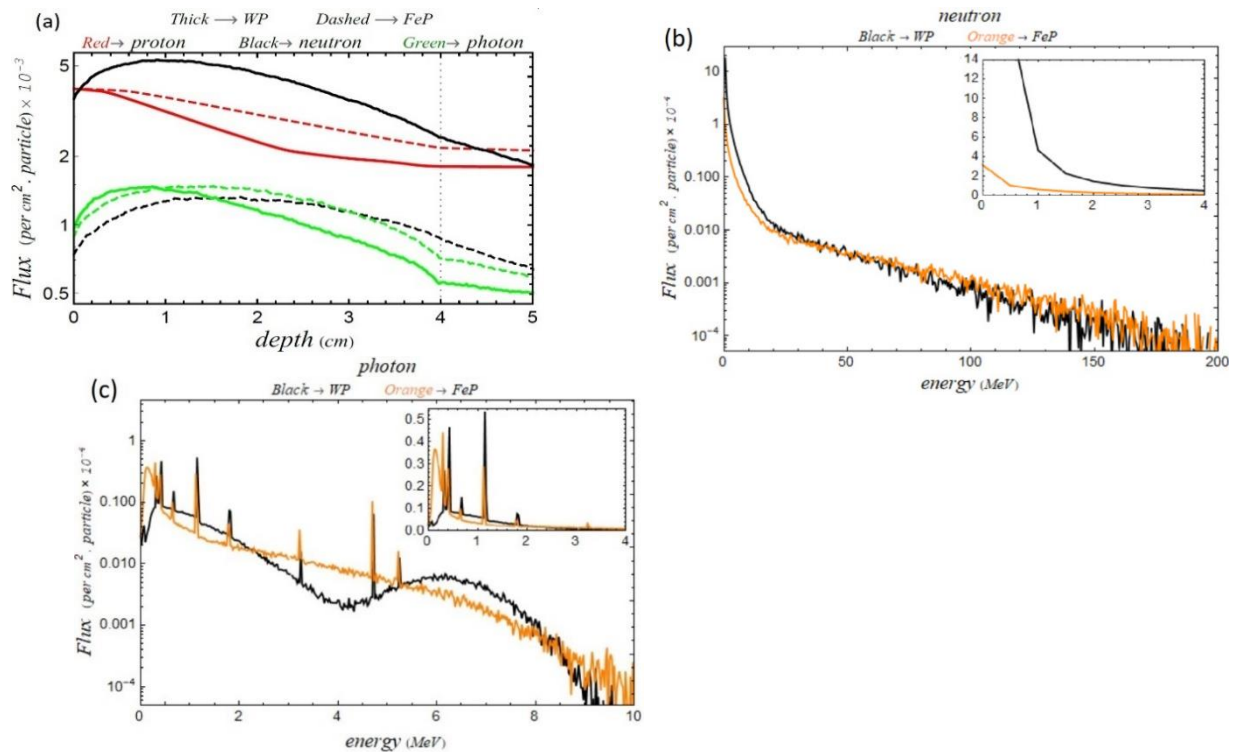 (a)
Thick → WP Dashed → FeP
Red → proton Black → neutron Green → photon
Flux (per cm². particle) × 10⁻³
5
2
1
0.5
0 1 2 3 4 5
depth (cm)
(b)
neutron
Black → WP Orange → FeP
Flux (per cm². particle) × 10⁻⁴
10
1
0.100
0.010
0.001
10⁻⁴
0 50 100 150 200
energy (MeV)
14
12
10
8
6
4
2
0
0 1 2 3 4
(c)
photon
Black → WP Orange → FeP
Flux (per cm². particle) × 10⁻⁴
1
0.100
0.010
0.001
10⁻⁴
0 2 4 6 8 10
energy (MeV)
0.5
0.4
0.3
0.2
0.1
0.0
0 1 2 3 4